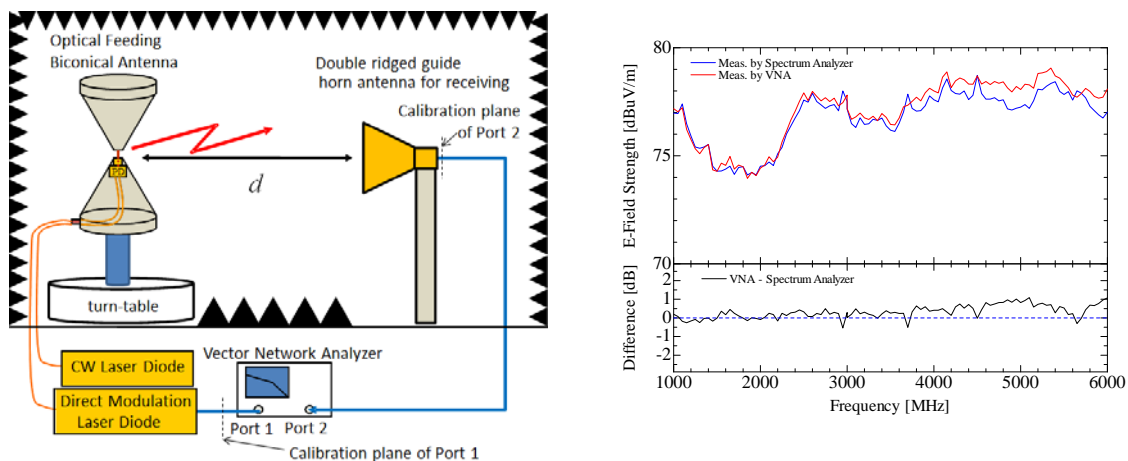 Optical Feeding
Biconical Antenna
Double ridged guide
horn antenna for receiving
Calibration plane
of Port 2
PD
d
turn-table
Vector Network Analyzer
CW Laser Diode
Direct Modulation
Laser Diode
Port 1
Port 2
Calibration plane of Port 1
80
Meas. by Spectrum Analyzer
Meas. by VNA
75
E-Field Strength [dBuV/m]
70
VNA - Spectrum Analyzer
2
1
0
1
2
Difference [dB]
1000 2000 3000 4000 5000 6000
Frequency [MHz]